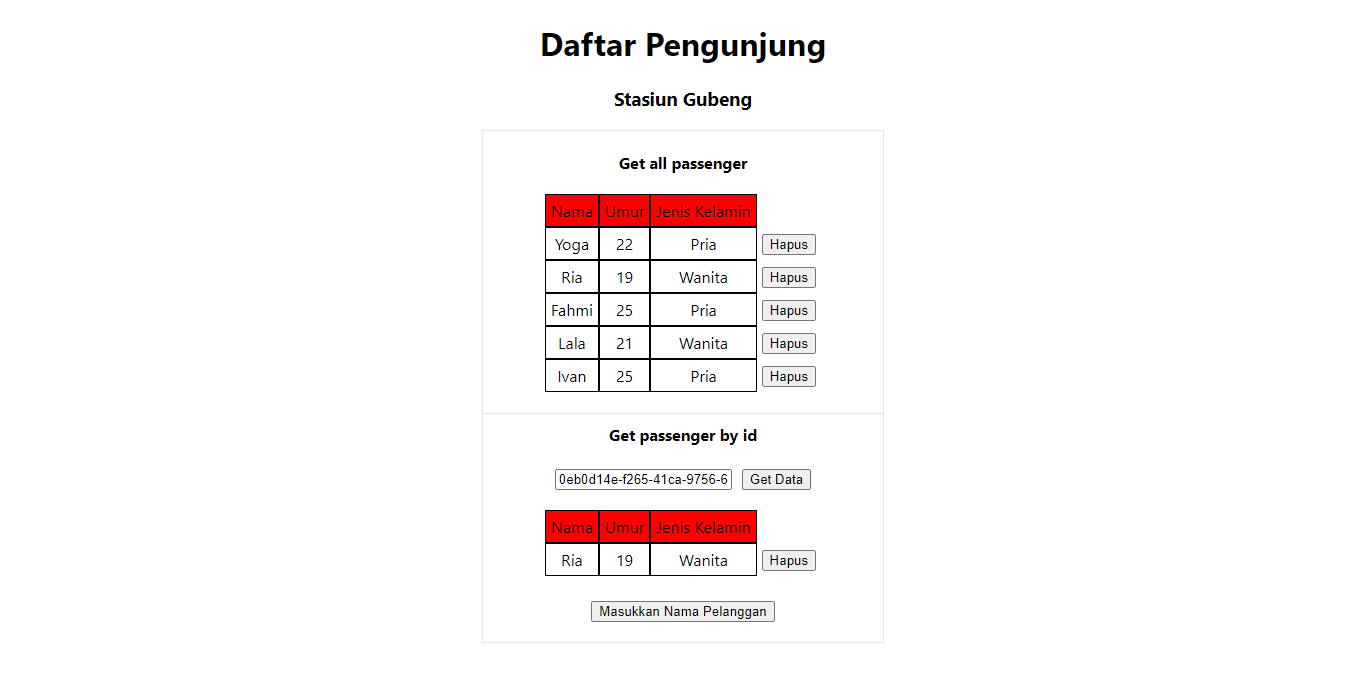 Daftar Pengunjung
Stasiun Gubeng
Get all passenger
Nama Umur Jenis Kelamin
Yoga 22 Pria Hapus
Ria 19 Wanita Hapus
Fahmi 25 Pria Hapus
Lala 21 Wanita Hapus
Ivan 25 Pria Hapus
Get passenger by id
0eb0d14e-f265-41ca-9756-6 Get Data
Nama Umur Jenis Kelamin
Ria 19 Wanita Hapus
Masukkan Nama Pelanggan